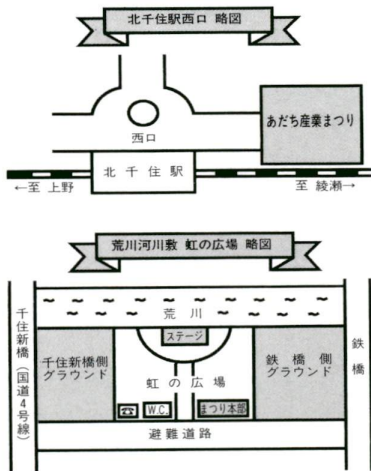 北千住駅西口 略図
西口
あだち産業まつり
北千住駅
←至 上野
至 綾瀬→
荒川河川敷 虹の広場 略図
荒川
ステージ
千住新橋(国道4号線)
千住新橋側
グラウンド
鉄橋側
グラウンド
鉄橋
虹の広場
☎
W.C.
まつり本部
避難道路